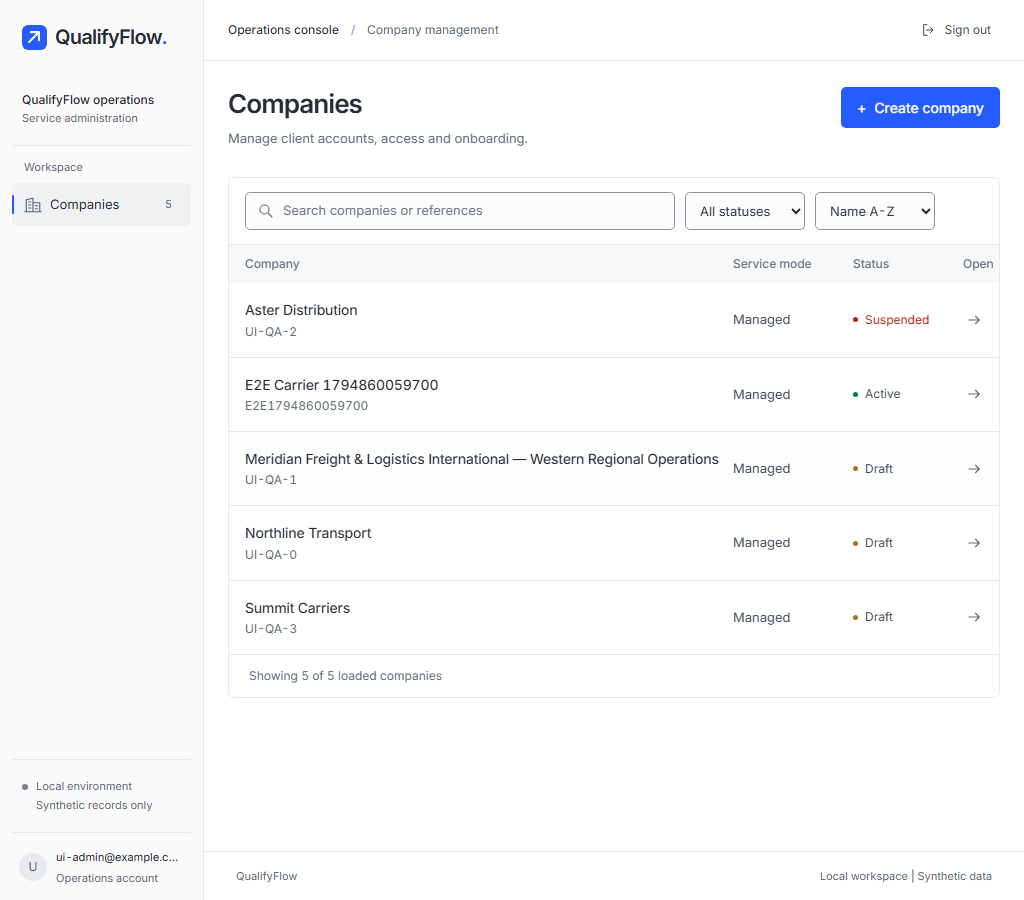 QualifyFlow.
QualifyFlow operations
Service administration
Workspace
Companies 5
Local environment
Synthetic records only
U
ui-admin@example.c...
Operations account
Operations console / Company management
Sign out
Companies
+ Create company
Manage client accounts, access and onboarding.
Search companies or references
All statuses
Name A-Z
Company Service mode Status Open
Aster Distribution
UI-QA-2
Managed
Suspended
E2E Carrier 1794860059700
E2E1794860059700
Managed
Active
Meridian Freight & Logistics International — Western Regional Operations
UI-QA-1
Managed
Draft
Northline Transport
UI-QA-0
Managed
Draft
Summit Carriers
UI-QA-3
Managed
Draft
Showing 5 of 5 loaded companies
QualifyFlow
Local workspace | Synthetic data